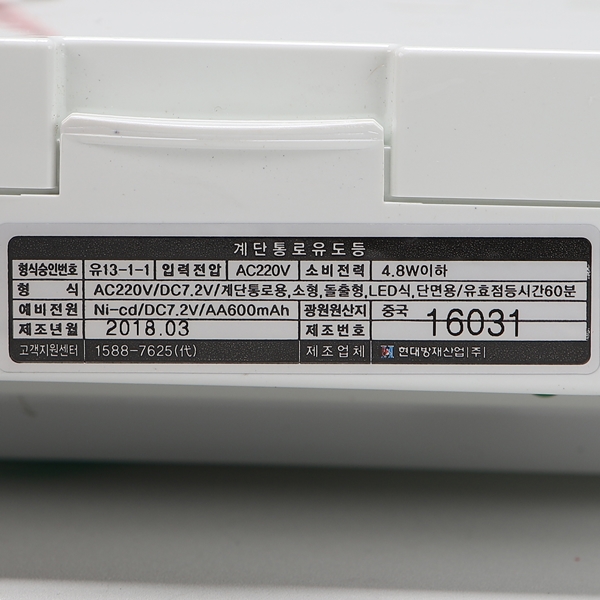 계단통로유도등
형식승인번호 유13-1-1 입력전압 AC220V 소비전력 4.8W이하
형 식 AC220V/DC7.2V/계단통로용,소형,돌출형,LED식,단면용/유효점등시간60분
예비전원 Ni-cd/DC7.2V/AA600mAh 광원원산지 중국
제조년월 2018.03 제조번호 16031
고객지원센터 1588-7625(代) 제조업체 현대방재산업(주)